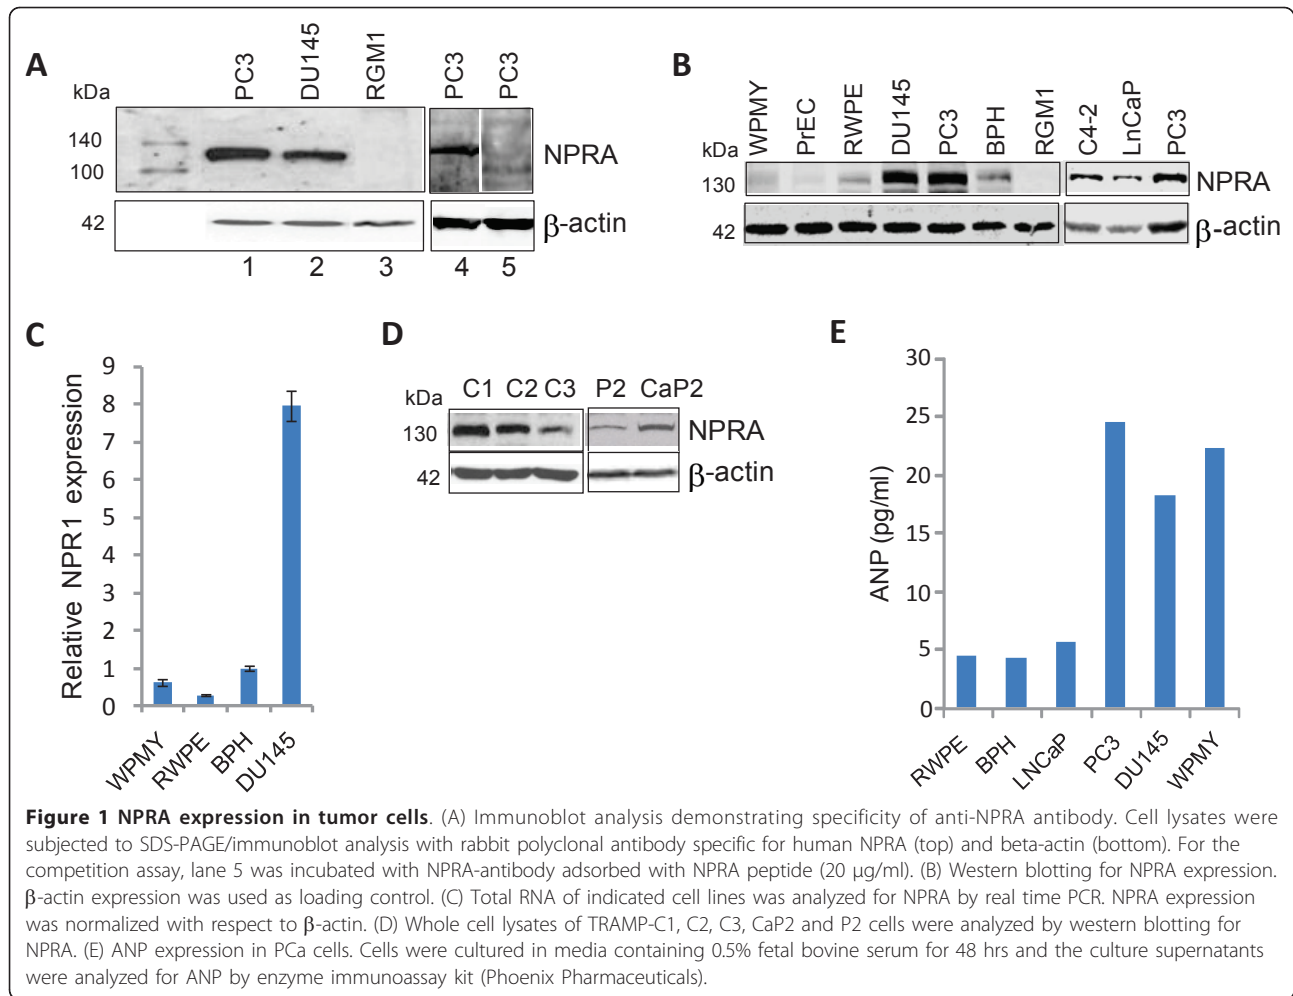 A
kDa
PC3
DU145
RGM1
PC3
PC3
140
100
NPRA
42
β-actin
1 2 3 4 5
B
kDa
WPMY
PrEC
RWPE
DU145
PC3
BPH
RGM1
C4-2
LnCaP
PC3
130
NPRA
42
β-actin
C
Relative NPR1 expression
9
8
7
6
5
4
3
2
1
0
WPMY
RWPE
BPH
DU145
D
kDa
C1 C2 C3 P2 CaP2
130
NPRA
42
β-actin
E
ANP (pg/ml)
30
25
20
15
10
5
0
RWPE
BPH
LNCaP
PC3
DU145
WPMY
Figure 1 NPRA expression in tumor cells. (A) Immunoblot analysis demonstrating specificity of anti-NPRA antibody. Cell lysates were
subjected to SDS-PAGE/immunoblot analysis with rabbit polyclonal antibody specific for human NPRA (top) and beta-actin (bottom). For the
competition assay, lane 5 was incubated with NPRA-antibody adsorbed with NPRA peptide (20 μg/ml). (B) Western blotting for NPRA expression.
β-actin expression was used as loading control. (C) Total RNA of indicated cell lines was analyzed for NPRA by real time PCR. NPRA expression
was normalized with respect to β-actin. (D) Whole cell lysates of TRAMP-C1, C2, C3, CaP2 and P2 cells were analyzed by western blotting for
NPRA. (E) ANP expression in PCa cells. Cells were cultured in media containing 0.5% fetal bovine serum for 48 hrs and the culture supernatants
were analyzed for ANP by enzyme immunoassay kit (Phoenix Pharmaceuticals).